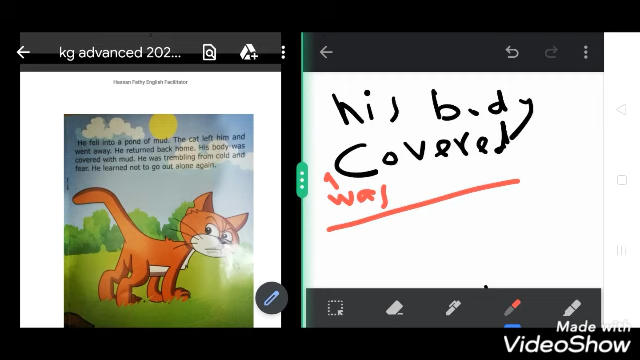 kg advanced 202...
Hassan Fathy English Facilitator
He fell into a pond of mud. The cat left him and
went away. He returned back home. His body was
covered with mud. He was trembling from cold and
fear. He learned not to go out alone again.
his body
Covered
was
Made with
VideoShow